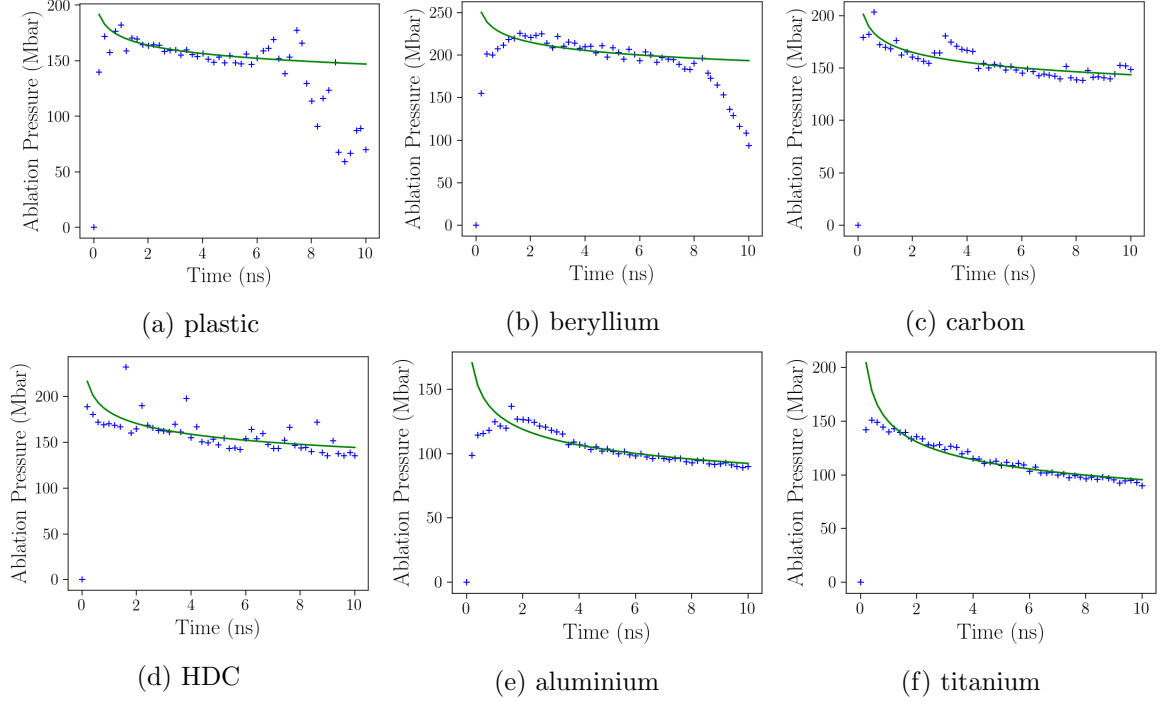 Ablation Pressure (Mbar)
200
150
100
50
0
0 2 4 6 8 10
Time (ns)
(a) plastic
Ablation Pressure (Mbar)
250
200
150
100
50
0
0 2 4 6 8 10
Time (ns)
(b) beryllium
Ablation Pressure (Mbar)
200
150
100
50
0
0 2 4 6 8 10
Time (ns)
(c) carbon
Ablation Pressure (Mbar)
200
150
100
50
0
0 2 4 6 8 10
Time (ns)
(d) HDC
Ablation Pressure (Mbar)
150
100
50
0
0 2 4 6 8 10
Time (ns)
(e) aluminium
Ablation Pressure (Mbar)
200
150
100
50
0
0 2 4 6 8 10
Time (ns)
(f) titanium